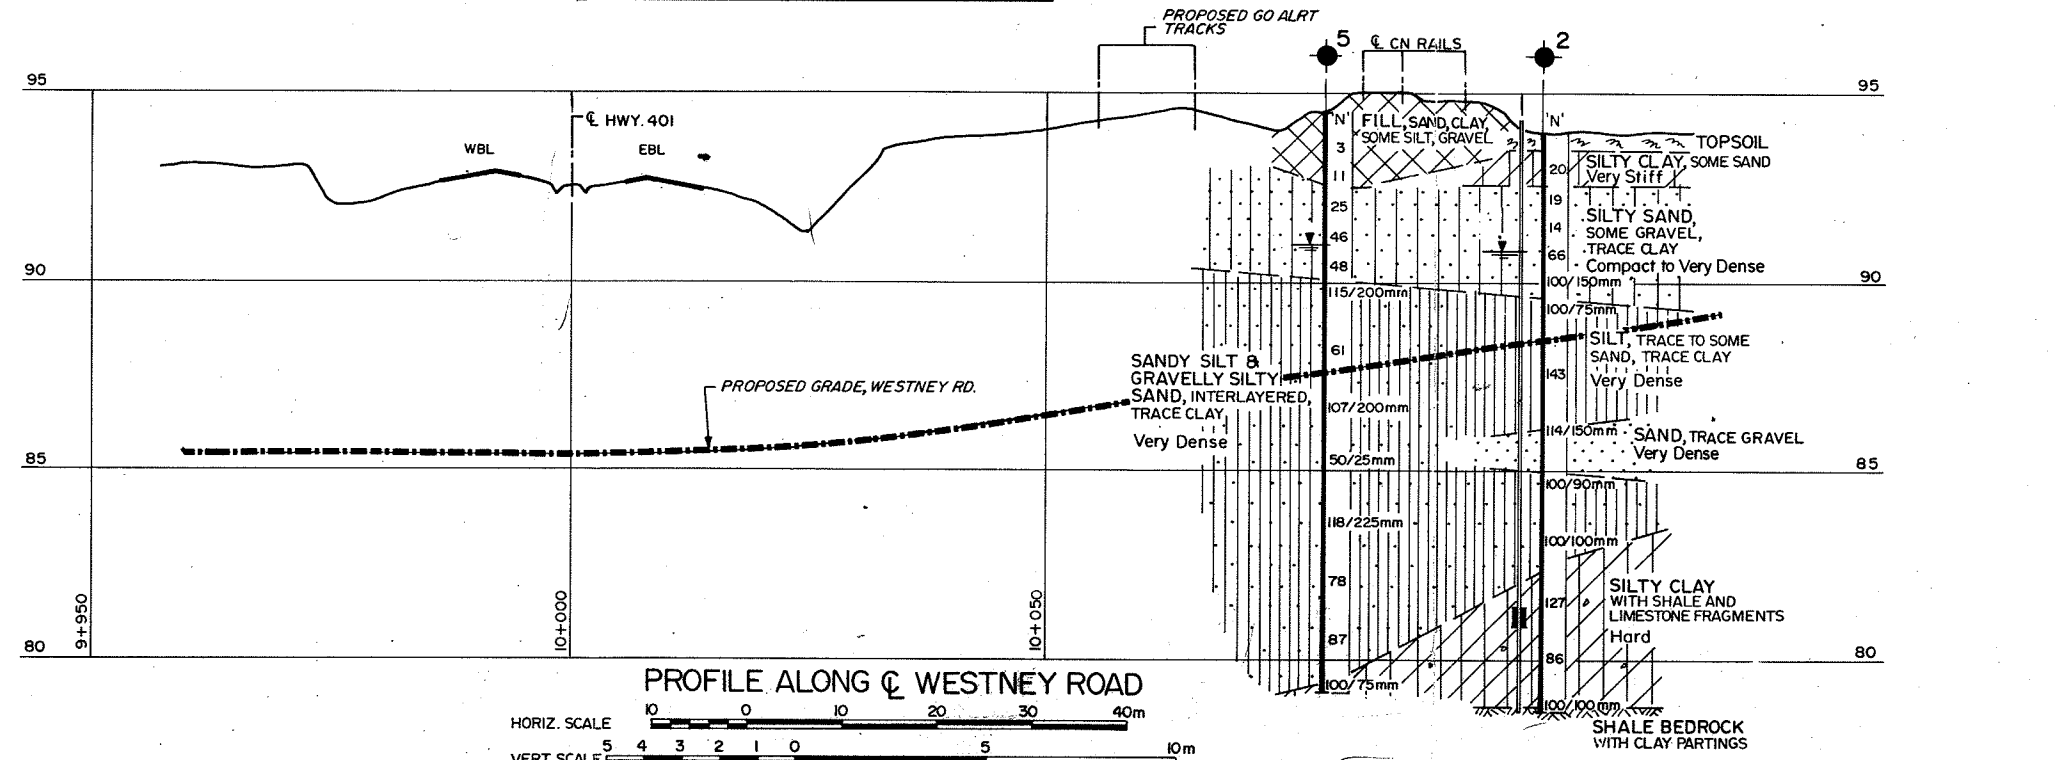 PROPOSED GO ALRT
TRACKS
5
℄ CN RAILS
2
95
95
℄ HWY. 401
WBL
EBL
'N'
FILL, SAND, CLAY,
SOME SILT, GRAVEL
'N'
TOPSOIL
3
11
25
46
48
115/200mm
61
107/200mm
50/25mm
118/225mm
78
87
100/75mm
20
19
14
66
100/150mm
100/75mm
143
114/150mm
100/90mm
100/100mm
127
86
100/100mm
SILTY CLAY, SOME SAND
Very Stiff
SILTY SAND,
SOME GRAVEL,
TRACE CLAY
Compact to Very Dense
90
90
SILT, TRACE TO SOME
SAND, TRACE CLAY
Very Dense
SANDY SILT &
GRAVELLY SILTY
SAND, INTERLAYERED,
TRACE CLAY
Very Dense
PROPOSED GRADE, WESTNEY RD.
SAND, TRACE GRAVEL
Very Dense
85
85
SILTY CLAY
WITH SHALE AND
LIMESTONE FRAGMENTS
Hard
9+950
10+000
10+050
80
80
SHALE BEDROCK
WITH CLAY PARTINGS
PROFILE ALONG ℄ WESTNEY ROAD
HORIZ. SCALE
10 0 10 20 30 40m
VERT SCALE
5 4 3 2 1 0 5 10m